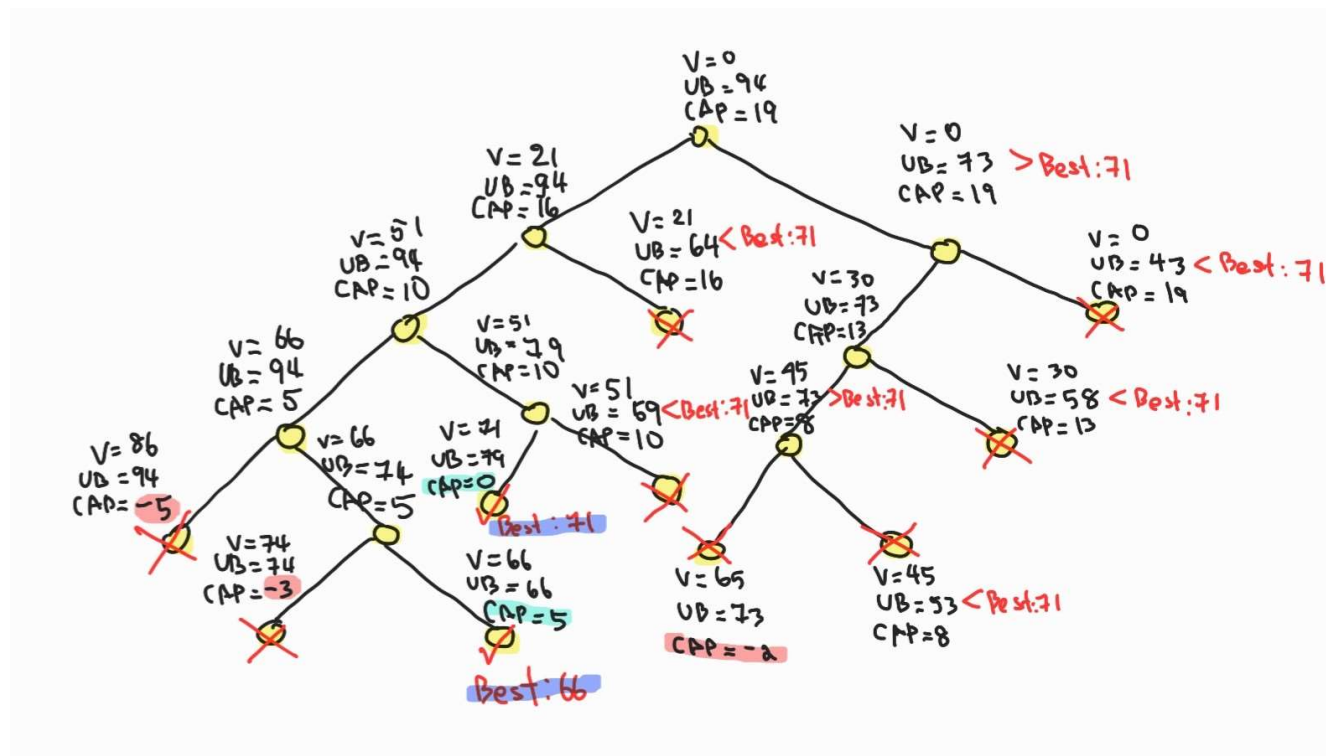 V=0
UB=94
CAP=19
V=0
UB=73 >Best:71
CAP=19
V=21
UB=94
CAP=16
V=21
UB=64 <Best:71
CAP=16
V=0
UB=43 <Best:71
CAP=19
V=51
UB=94
CAP=10
V=30
UB=73
CAP=13
V=51
UB=79
CAP=10
V=66
UB=94
CAP=5
V=51
UB=59 <Best:71
CAP=10
V=45
UB=73 >Best:71
CAP=8
V=30
UB=58 <Best:71
CAP=13
V=86
UB=94
CAP=-5
V=66
UB=74
CAP=5
V=71
UB=79
CAP=0
Best:71
V=74
UB=74
CAP=-3
V=66
UB=66
CAP=5
Best:66
V=65
UB=73
CAP=-2
V=45
UB=53 <Best:71
CAP=8